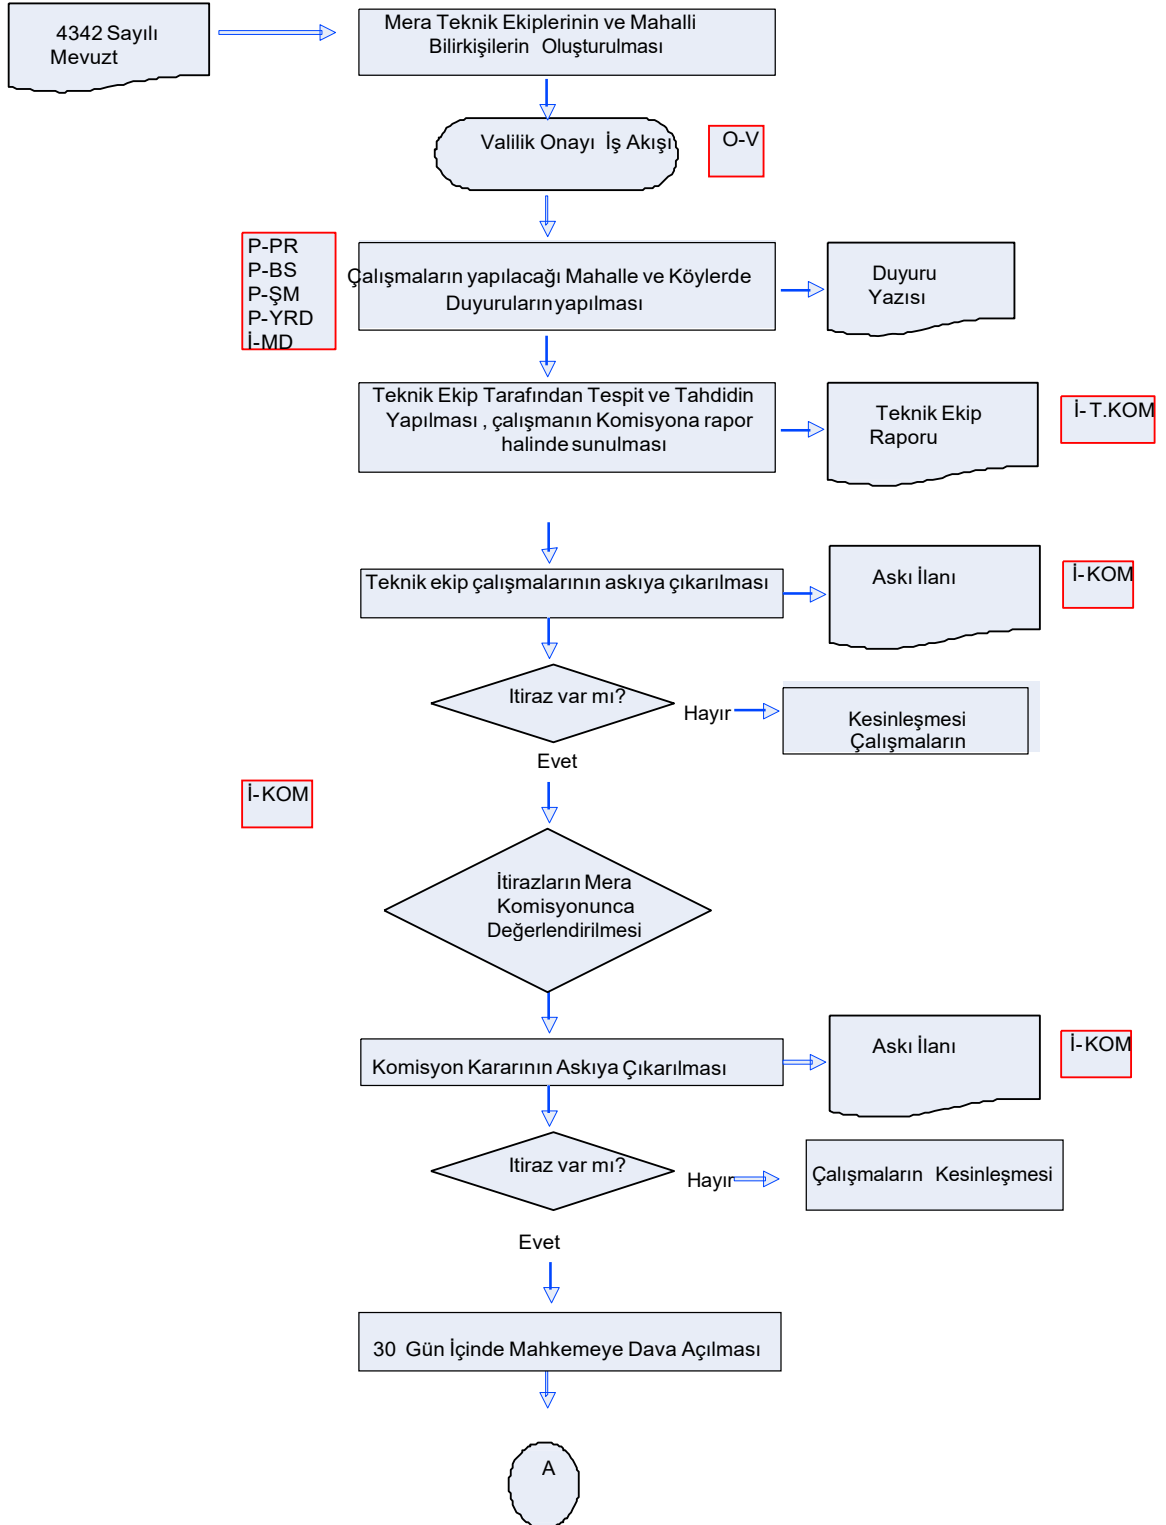 4342 Sayılı
Mevuzt
Mera Teknik Ekiplerinin ve Mahalli
Bilirkişilerin Oluşturulması
Valilik Onayı İş Akışı
O-V
P-PR
P-BS
P-ŞM
P-YRD
İ-MD
Çalışmaların yapılacağı Mahalle ve Köylerde
Duyuruların yapılması
Duyuru
Yazısı
Teknik Ekip Tarafından Tespit ve Tahdidin
Yapılması , çalışmanın Komisyona rapor
halinde sunulması
Teknik Ekip
Raporu
İ-T.KOM
Teknik ekip çalışmalarının askıya çıkarılması
Askı İlanı
İ-KOM
Itiraz var mı?
Hayır
Kesinleşmesi
Çalışmaların
Evet
İ-KOM
İtirazların Mera
Komisyonunca
Değerlendirilmesi
Komisyon Kararının Askıya Çıkarılması
Askı İlanı
İ-KOM
Itiraz var mı?
Hayır
Çalışmaların Kesinleşmesi
Evet
30 Gün İçinde Mahkemeye Dava Açılması
A